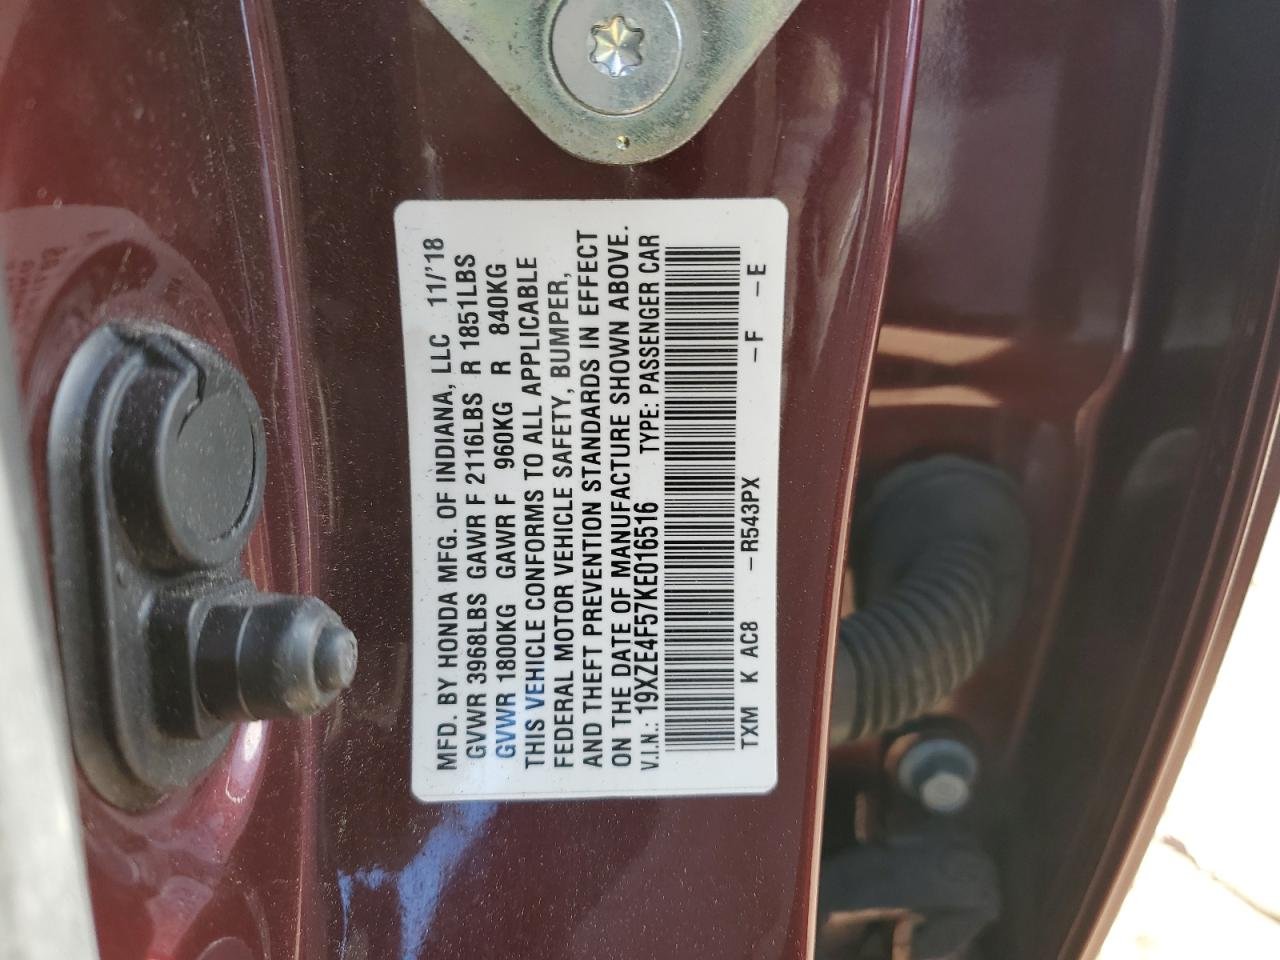 MFD. BY HONDA MFG. OF INDIANA, LLC 11/'18
GVWR 3968LBS GAWR F 2116LBS R 1851LBS
GVWR 1800KG GAWR F 960KG R 840KG
THIS VEHICLE CONFORMS TO ALL APPLICABLE
FEDERAL MOTOR VEHICLE SAFETY, BUMPER,
AND THEFT PREVENTION STANDARDS IN EFFECT
ON THE DATE OF MANUFACTURE SHOWN ABOVE.
V.I.N.: 19XZE4F57KE016516 TYPE: PASSENGER CAR
TXM K AC8 -R543PX -F -E